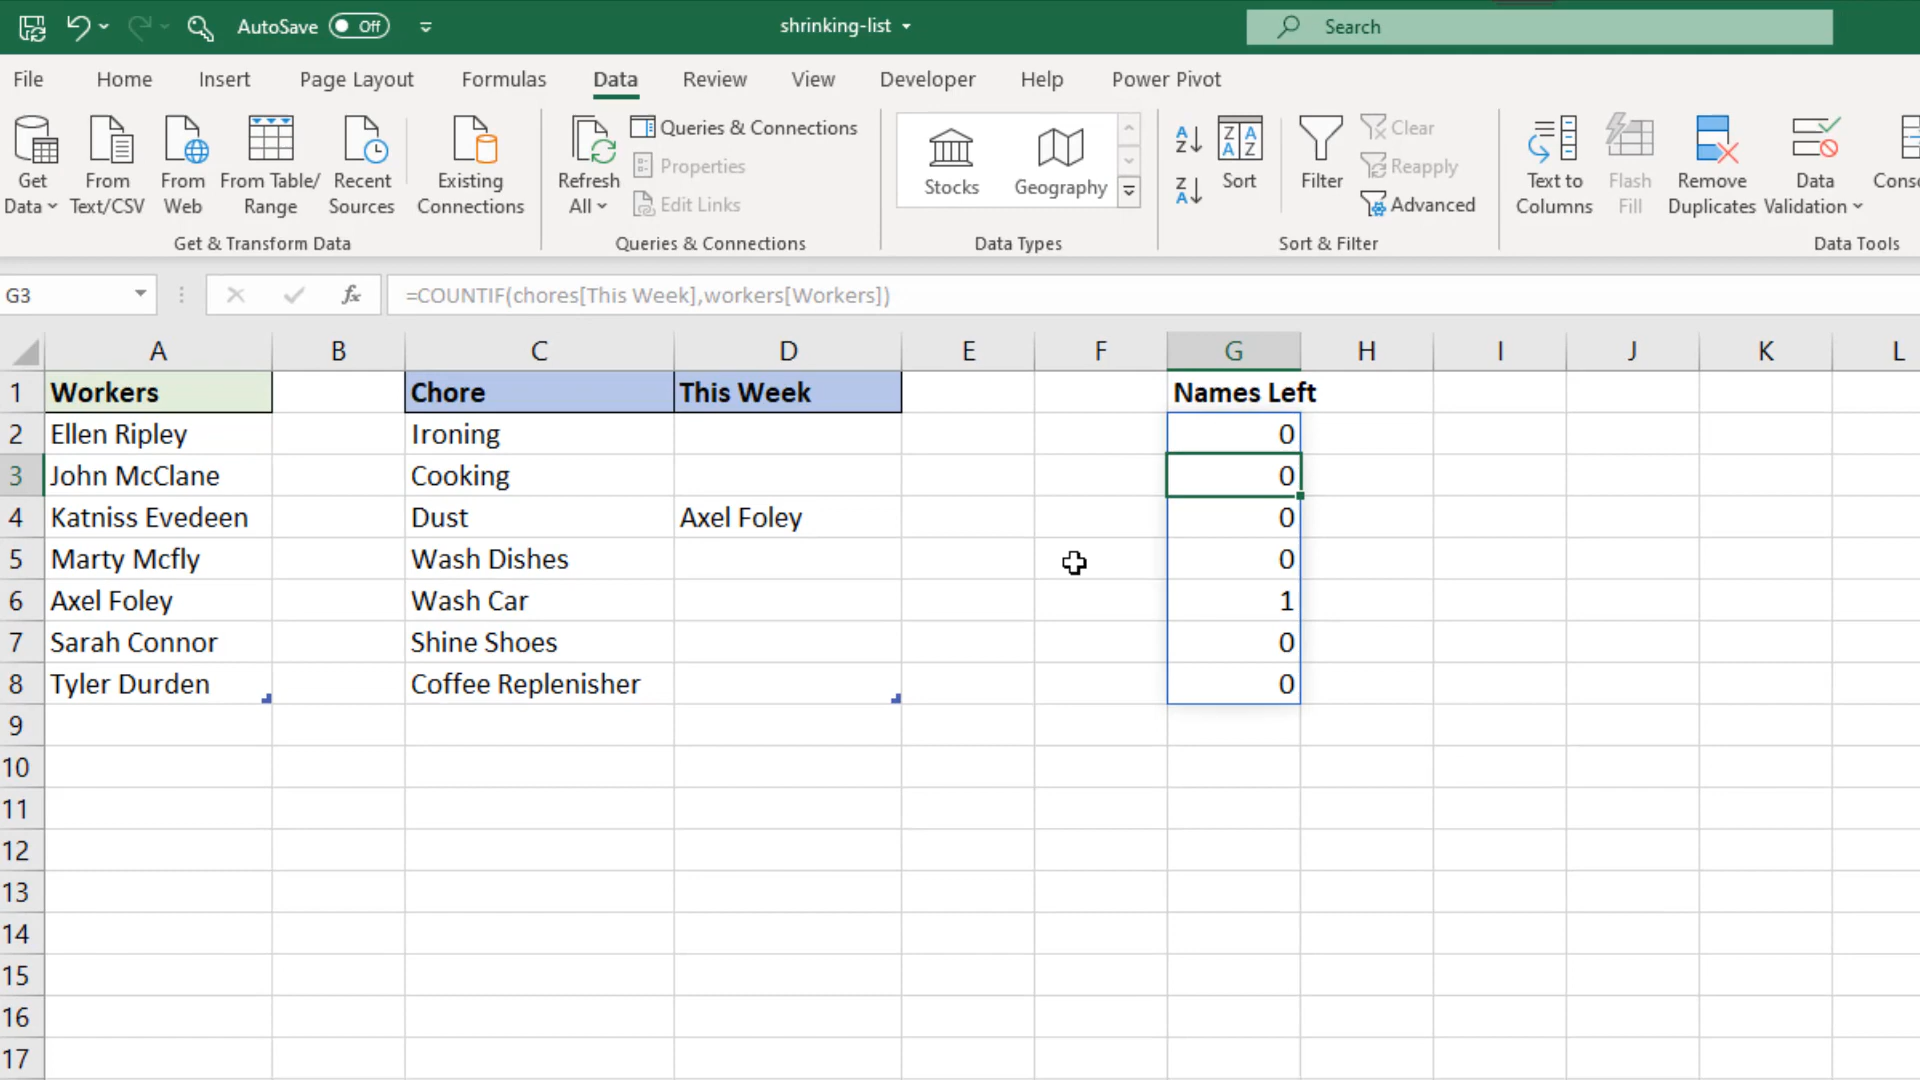 AutoSave Off shrinking-list Search
File Home Insert Page Layout Formulas Data Review View Developer Help Power Pivot
Get Data From Text/CSV From Web From Table/ Range Recent Sources Existing Connections
Get & Transform Data
Refresh All Queries & Connections Properties Edit Links
Queries & Connections
Stocks Geography
Data Types
Sort Filter Clear Reapply Advanced
Sort & Filter
Text to Columns Flash Fill Remove Duplicates Data Validation Conso
Data Tools
G3 fx =COUNTIF(chores[This Week],workers[Workers])
A B C D E F G H I J K L
1 Workers Chore This Week Names Left
2 Ellen Ripley Ironing 0
3 John McClane Cooking 0
4 Katniss Evedeen Dust Axel Foley 0
5 Marty Mcfly Wash Dishes 0
6 Axel Foley Wash Car 1
7 Sarah Connor Shine Shoes 0
8 Tyler Durden Coffee Replenisher 0
9
10
11
12
13
14
15
16
17